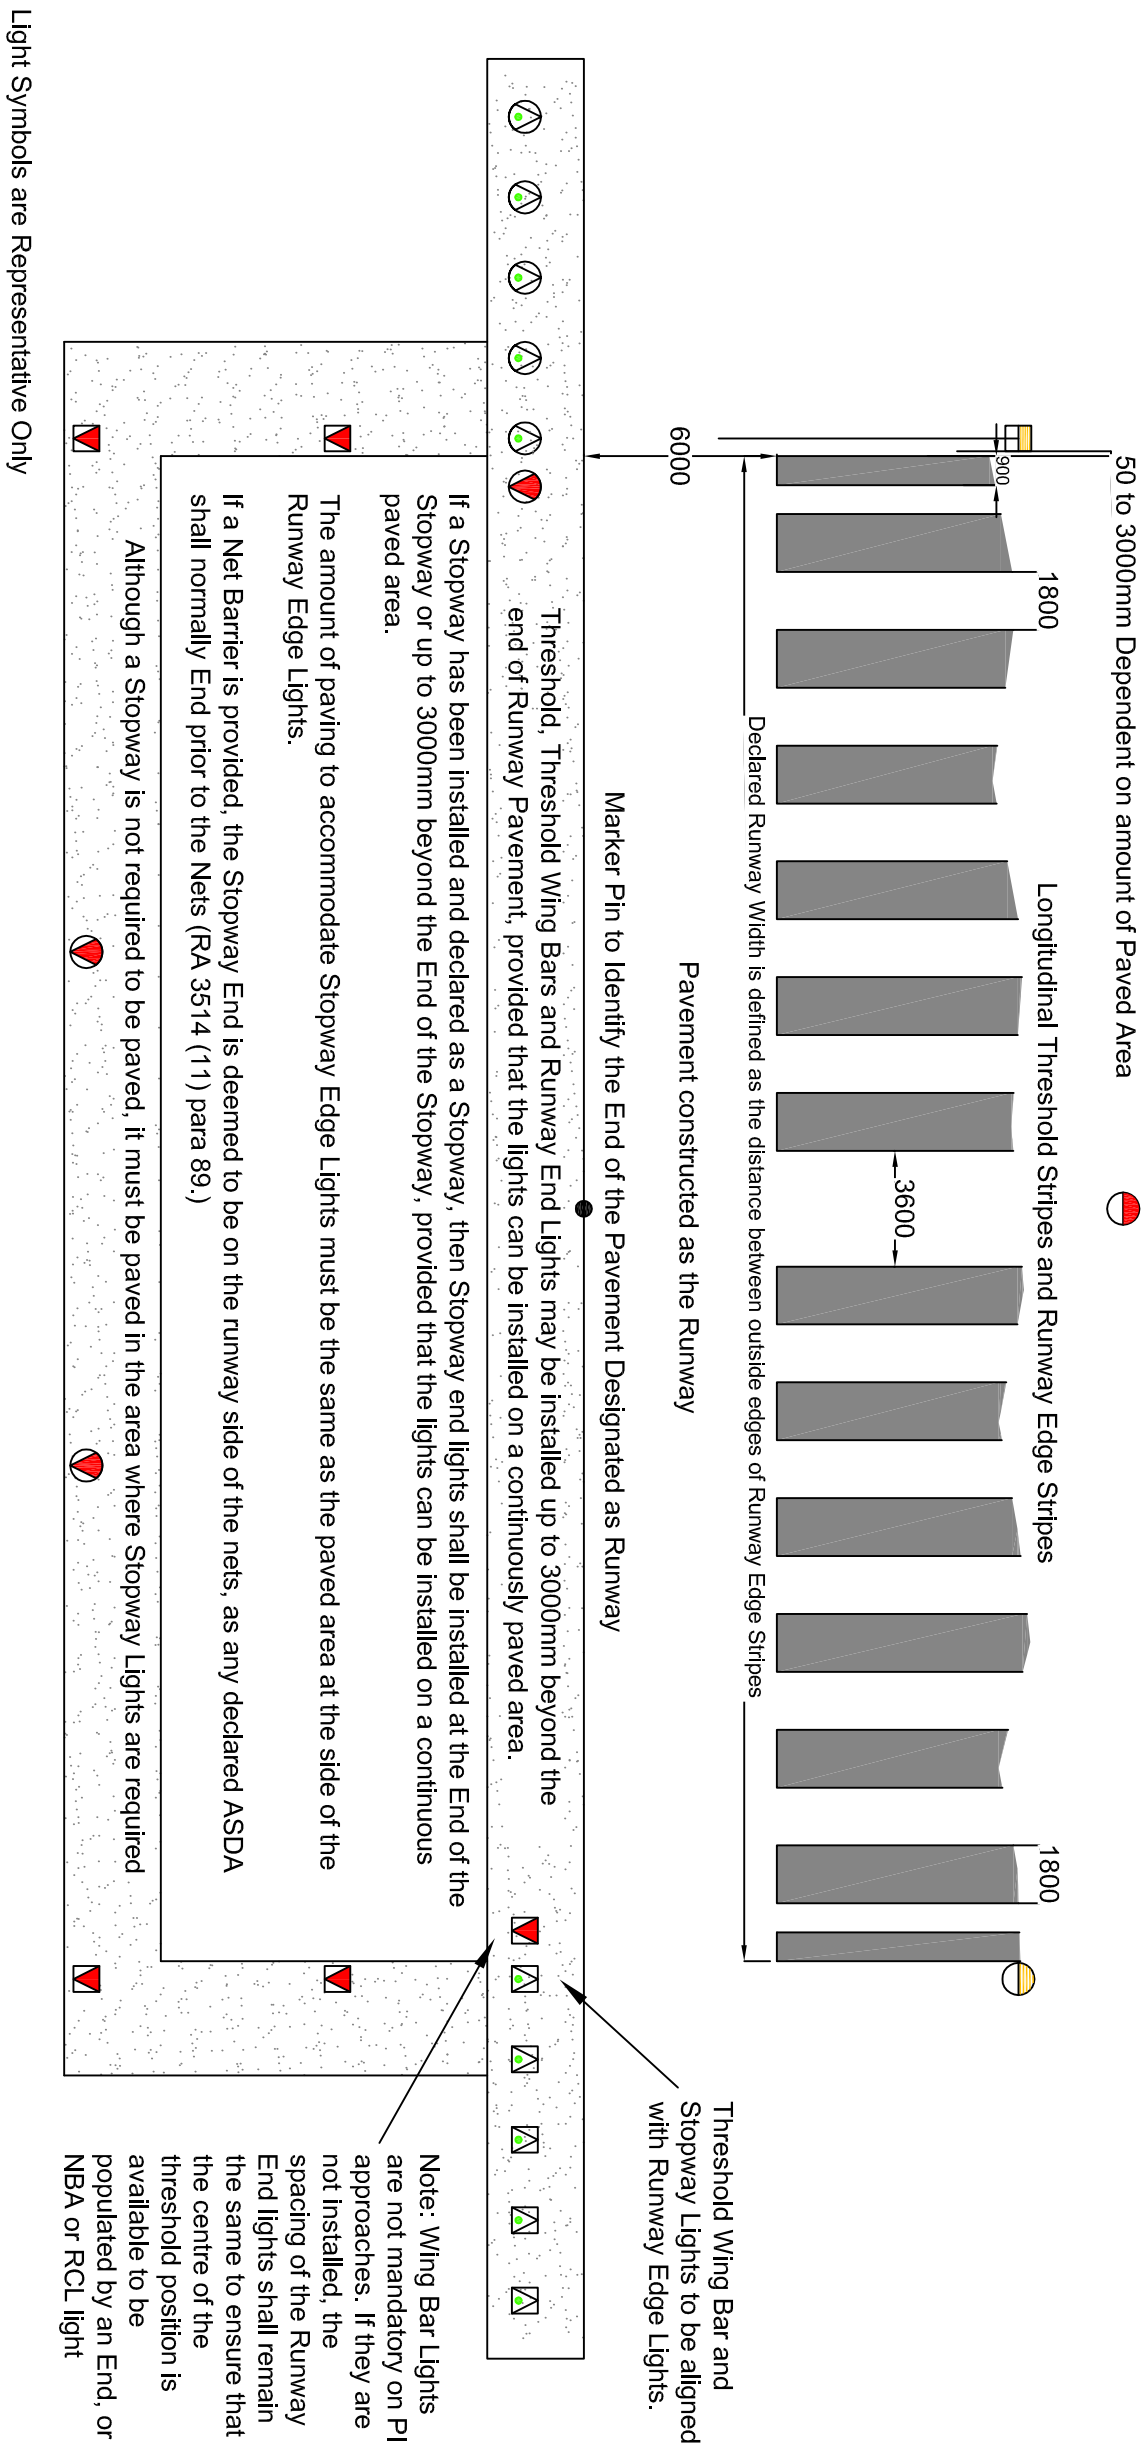 50 to 3000mm Dependent on amount of Paved Area
Longitudinal Threshold Stripes and Runway Edge Stripes
1800
1800
900
3600
Declared Runway Width is defined as the distance between outside edges of Runway Edge Stripes
6000
Pavement constructed as the Runway
Marker Pin to Identify the End of the Pavement Designated as Runway
Threshold Wing Bar and
Stopway Lights to be aligned
with Runway Edge Lights.
Threshold, Threshold Wing Bars and Runway End Lights may be installed up to 3000mm beyond the
end of Runway Pavement, provided that the lights can be installed on a continuously paved area.
If a Stopway has been installed and declared as a Stopway, then Stopway end lights shall be installed at the End of the
Stopway or up to 3000mm beyond the End of the Stopway, provided that the lights can be installed on a continuous
paved area.
The amount of paving to accommodate Stopway Edge Lights must be the same as the paved area at the side of the
Runway Edge Lights.
If a Net Barrier is provided, the Stopway End is deemed to be on the runway side of the nets, as any declared ASDA
shall normally End prior to the Nets (RA 3514 (11) para 89.)
Although a Stopway is not required to be paved, it must be paved in the area where Stopway Lights are required
Note: Wing Bar Lights
are not mandatory on PI
approaches. If they are
not installed, the
spacing of the Runway
End lights shall remain
the same to ensure that
the centre of the
threshold position is
available to be
populated by an End, or
NBA or RCL light
Light Symbols are Representative Only